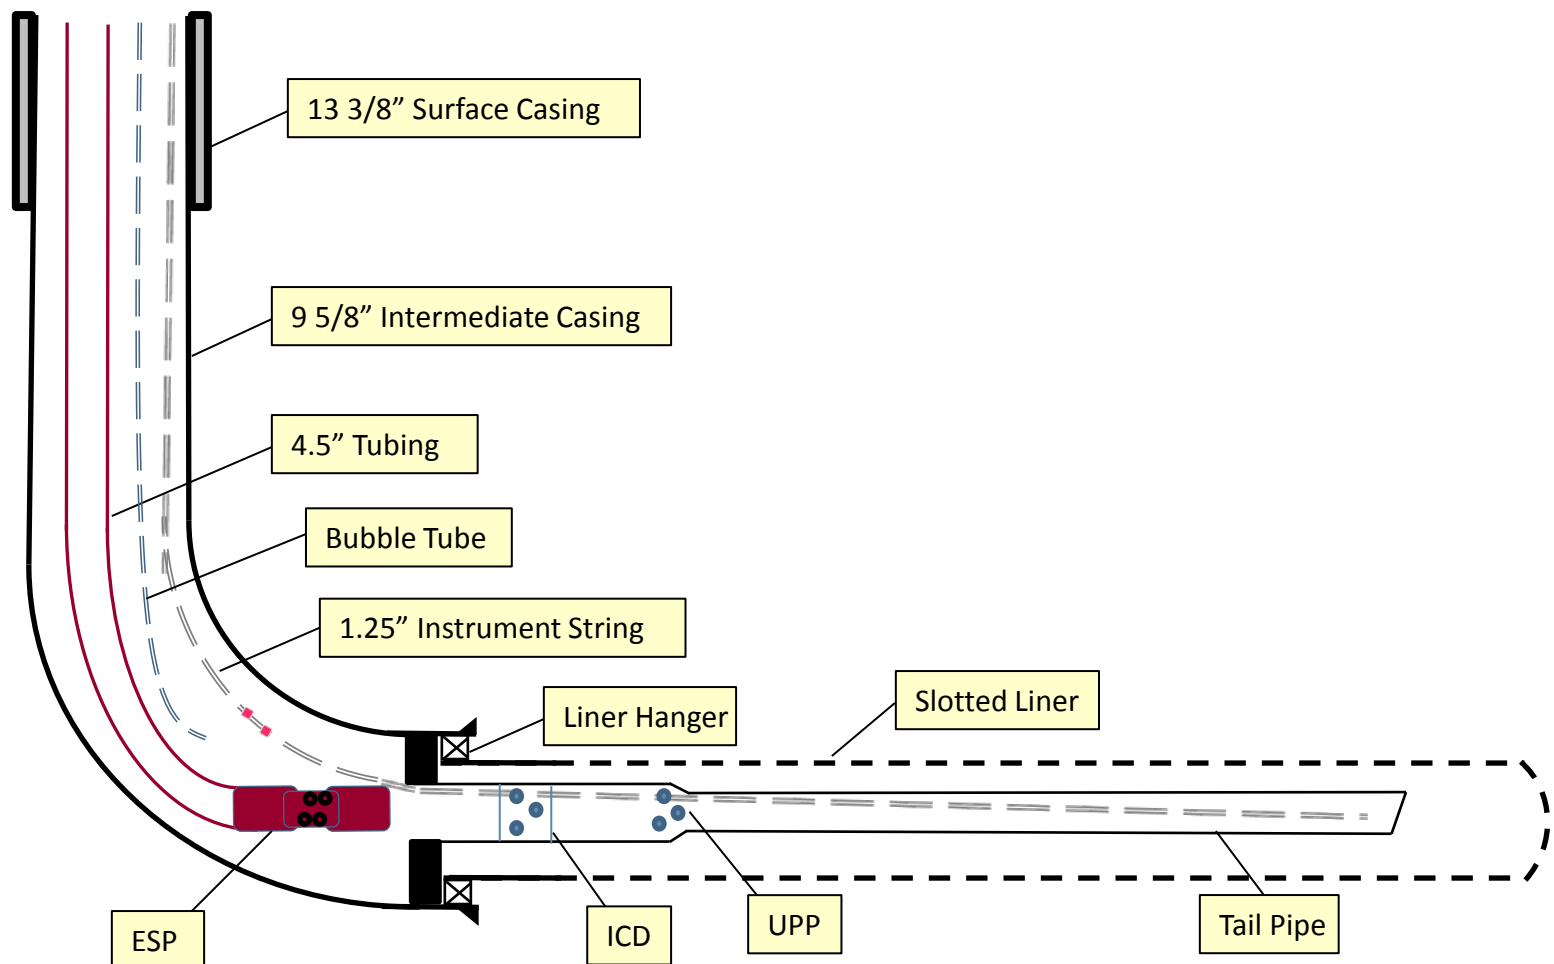 13 3/8” Surface Casing
9 5/8” Intermediate Casing
4.5” Tubing
Bubble Tube
1.25” Instrument String
Liner Hanger
Slotted Liner
ESP
ICD
UPP
Tail Pipe